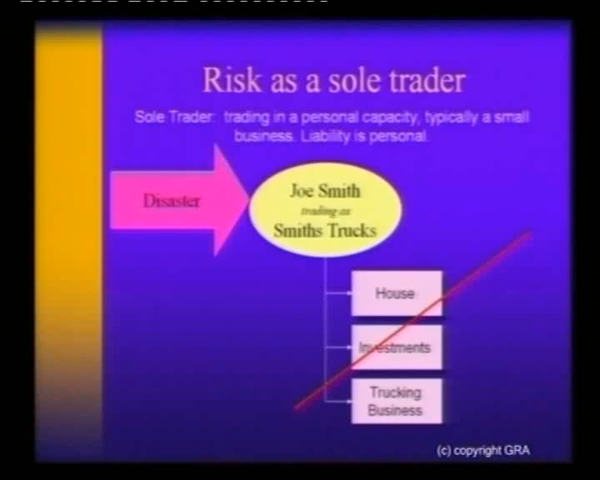 Risk as a sole trader
Sole Trader: trading in a personal capacity, typically a small
business. Liability is personal.
Disaster
Joe Smith
trading as
Smiths Trucks
House
Investments
Trucking
Business
(c) copyright GRA